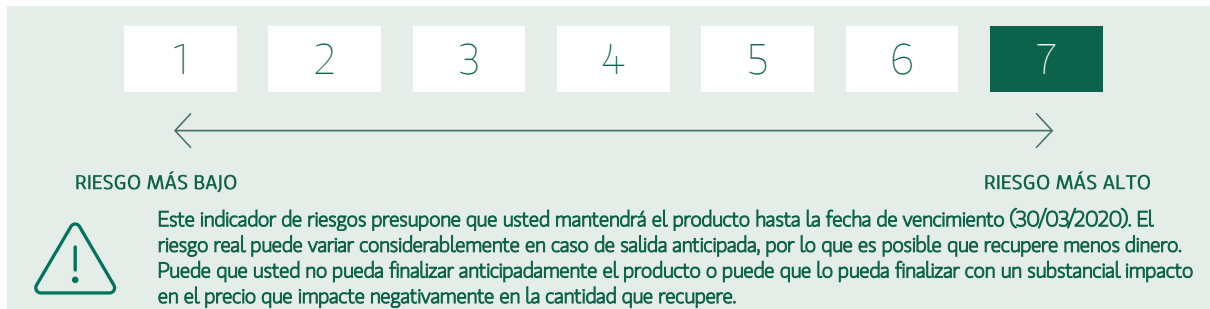 1 2 3 4 5 6 7
RIESGO MÁS BAJO RIESGO MÁS ALTO
Este indicador de riesgos presupone que usted mantendrá el producto hasta la fecha de vencimiento (30/03/2020). El
riesgo real puede variar considerablemente en caso de salida anticipada, por lo que es posible que recupere menos dinero.
Puede que usted no pueda finalizar anticipadamente el producto o puede que lo pueda finalizar con un substancial impacto
en el precio que impacte negativamente en la cantidad que recupere.